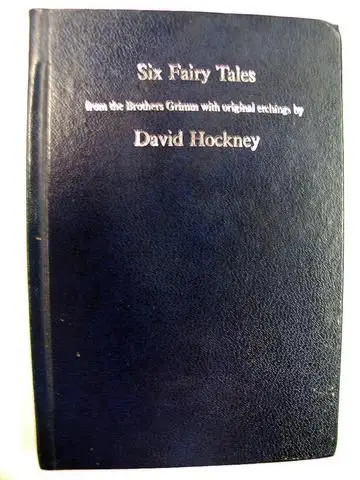 Six Fairy Tales
from the Brothers Grimm with original etchings by
David Hockney